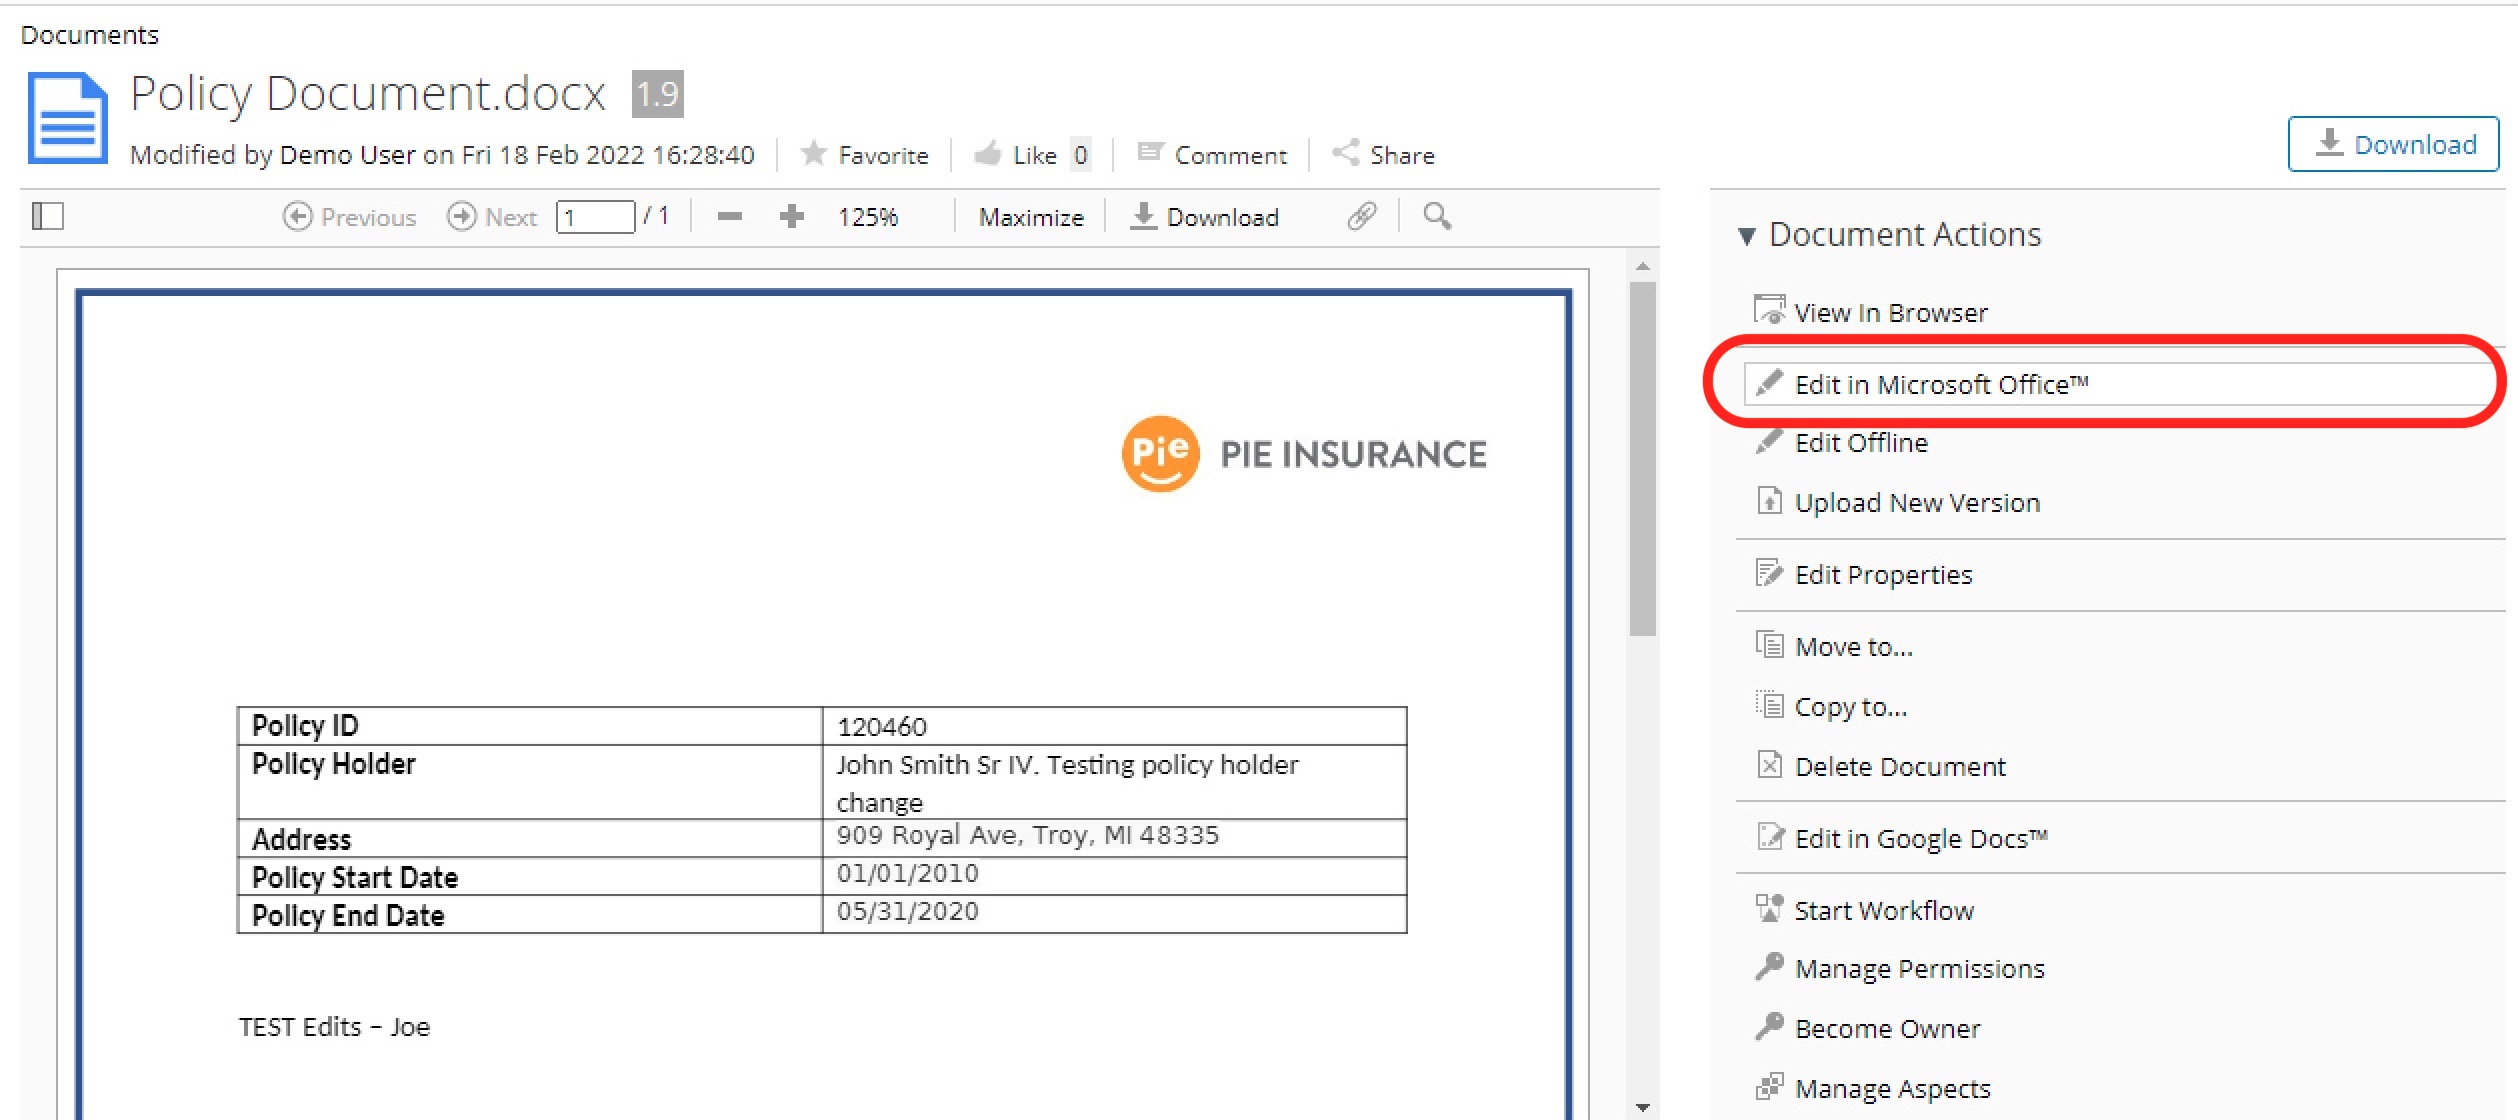 Documents
Policy Document.docx 1.9
Modified by Demo User on Fri 18 Feb 2022 16:28:40 Favorite Like 0 Comment Share
Download
Previous Next 1 / 1 125% Maximize Download
Pie PIE INSURANCE
Policy ID 120460
Policy Holder John Smith Sr IV. Testing policy holder
change
Address 909 Royal Ave, Troy, MI 48335
Policy Start Date 01/01/2010
Policy End Date 05/31/2020
TEST Edits – Joe
Document Actions
View In Browser
Edit in Microsoft Office™
Edit Offline
Upload New Version
Edit Properties
Move to...
Copy to...
Delete Document
Edit in Google Docs™
Start Workflow
Manage Permissions
Become Owner
Manage Aspects